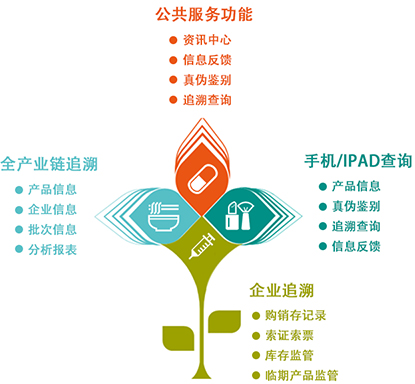 公共服务功能
资讯中心
信息反馈
真伪鉴别
追溯查询
全产业链追溯
产品信息
企业信息
批次信息
分析报表
手机/IPAD查询
产品信息
真伪鉴别
追溯查询
信息反馈
企业追溯
购销存记录
索证索票
库存监管
临期产品监管